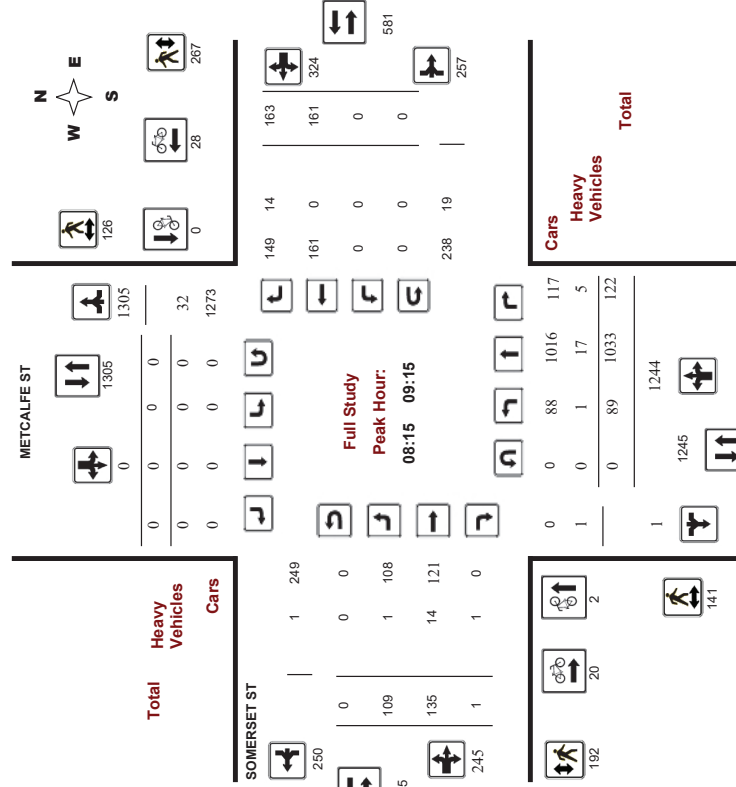 N
E
W
S
126
0
28
267
METCALFE ST
0
1305
1305
0 0 0 0
0 0 0 0 32
0 0 0 0 1273
Total
Heavy
Vehicles
Cars
581
324
257
149 14 163
161 0 161
0 0 0
0 0 0
238 19
Full Study
Peak Hour:
08:15 09:15
SOMERSET ST
250
1 249
0 0 0
109 1 108
135 14 121
1 1 0
245
5
Cars
Heavy
Vehicles
Total
0 0 88 1016 117
1 0 1 17 5
0 89 1033 122
1 1244
1245
192
20
2
141